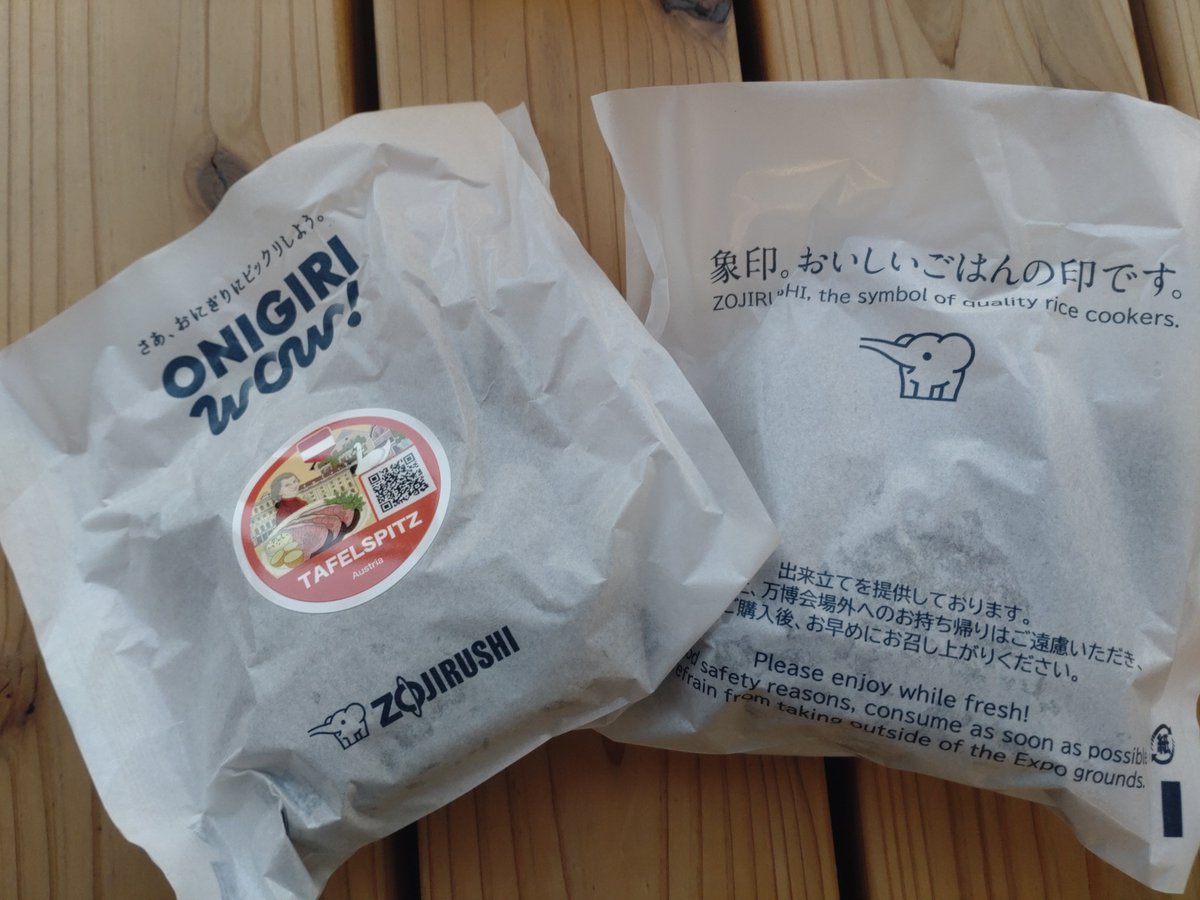 さあ、おにぎりにビックリしよう。
ONIGIRI
WOW!
TAFELSPITZ
Austria
ZOJIRUSHI
象印。おいしいごはんの印です。
ZOJIRUSHI, the symbol of quality rice cookers.
出来立てを提供しております。
万博会場外へのお持ち帰りはご遠慮いただき、
ご購入後、お早めにお召し上がりください。
Please enjoy while fresh!
safety reasons, consume as soon as possible
refrain from taking outside of the Expo grounds.
紙